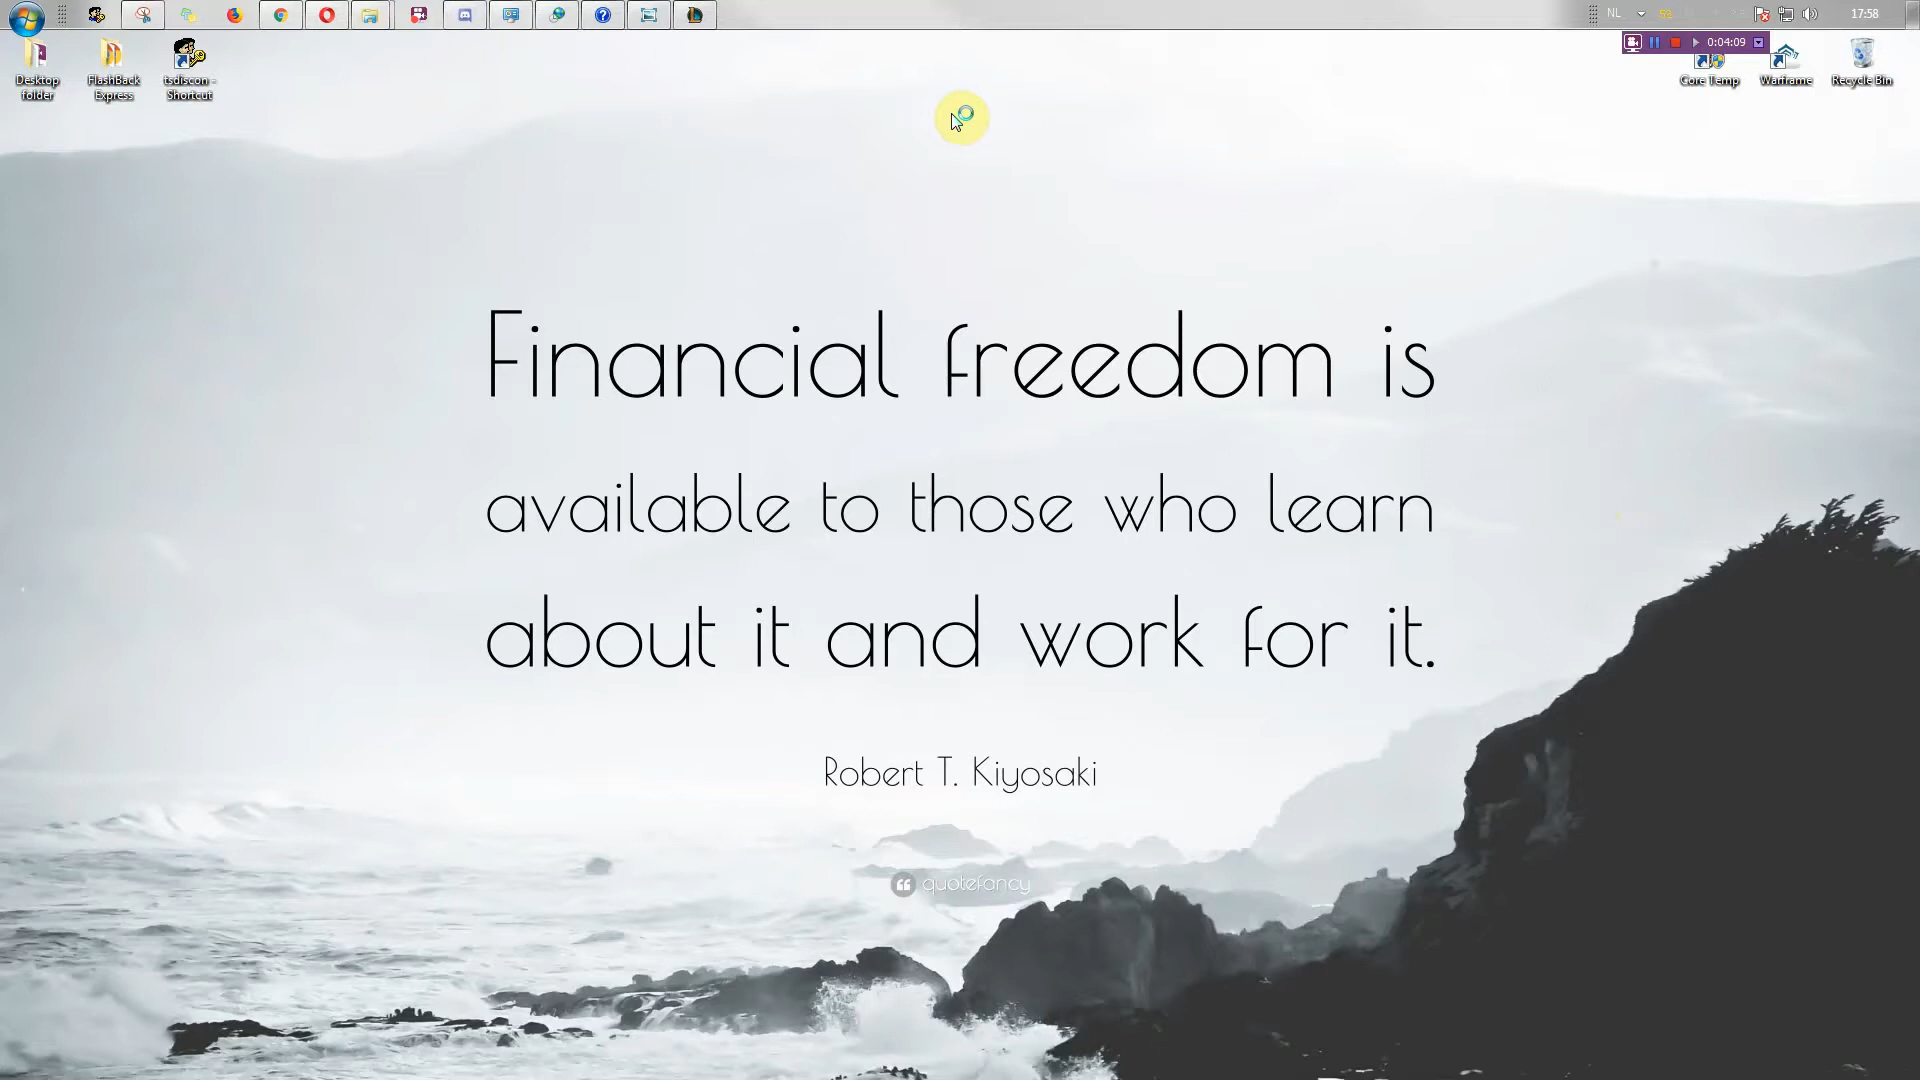 NL
52
17:58
0:04:09
Desktop folder
FlashBack Express
tsdiscon - Shortcut
Core Temp
Warframe
Recycle Bin
Financial freedom is
available to those who learn
about it and work for it.
Robert T. Kiyosaki
quotefancy